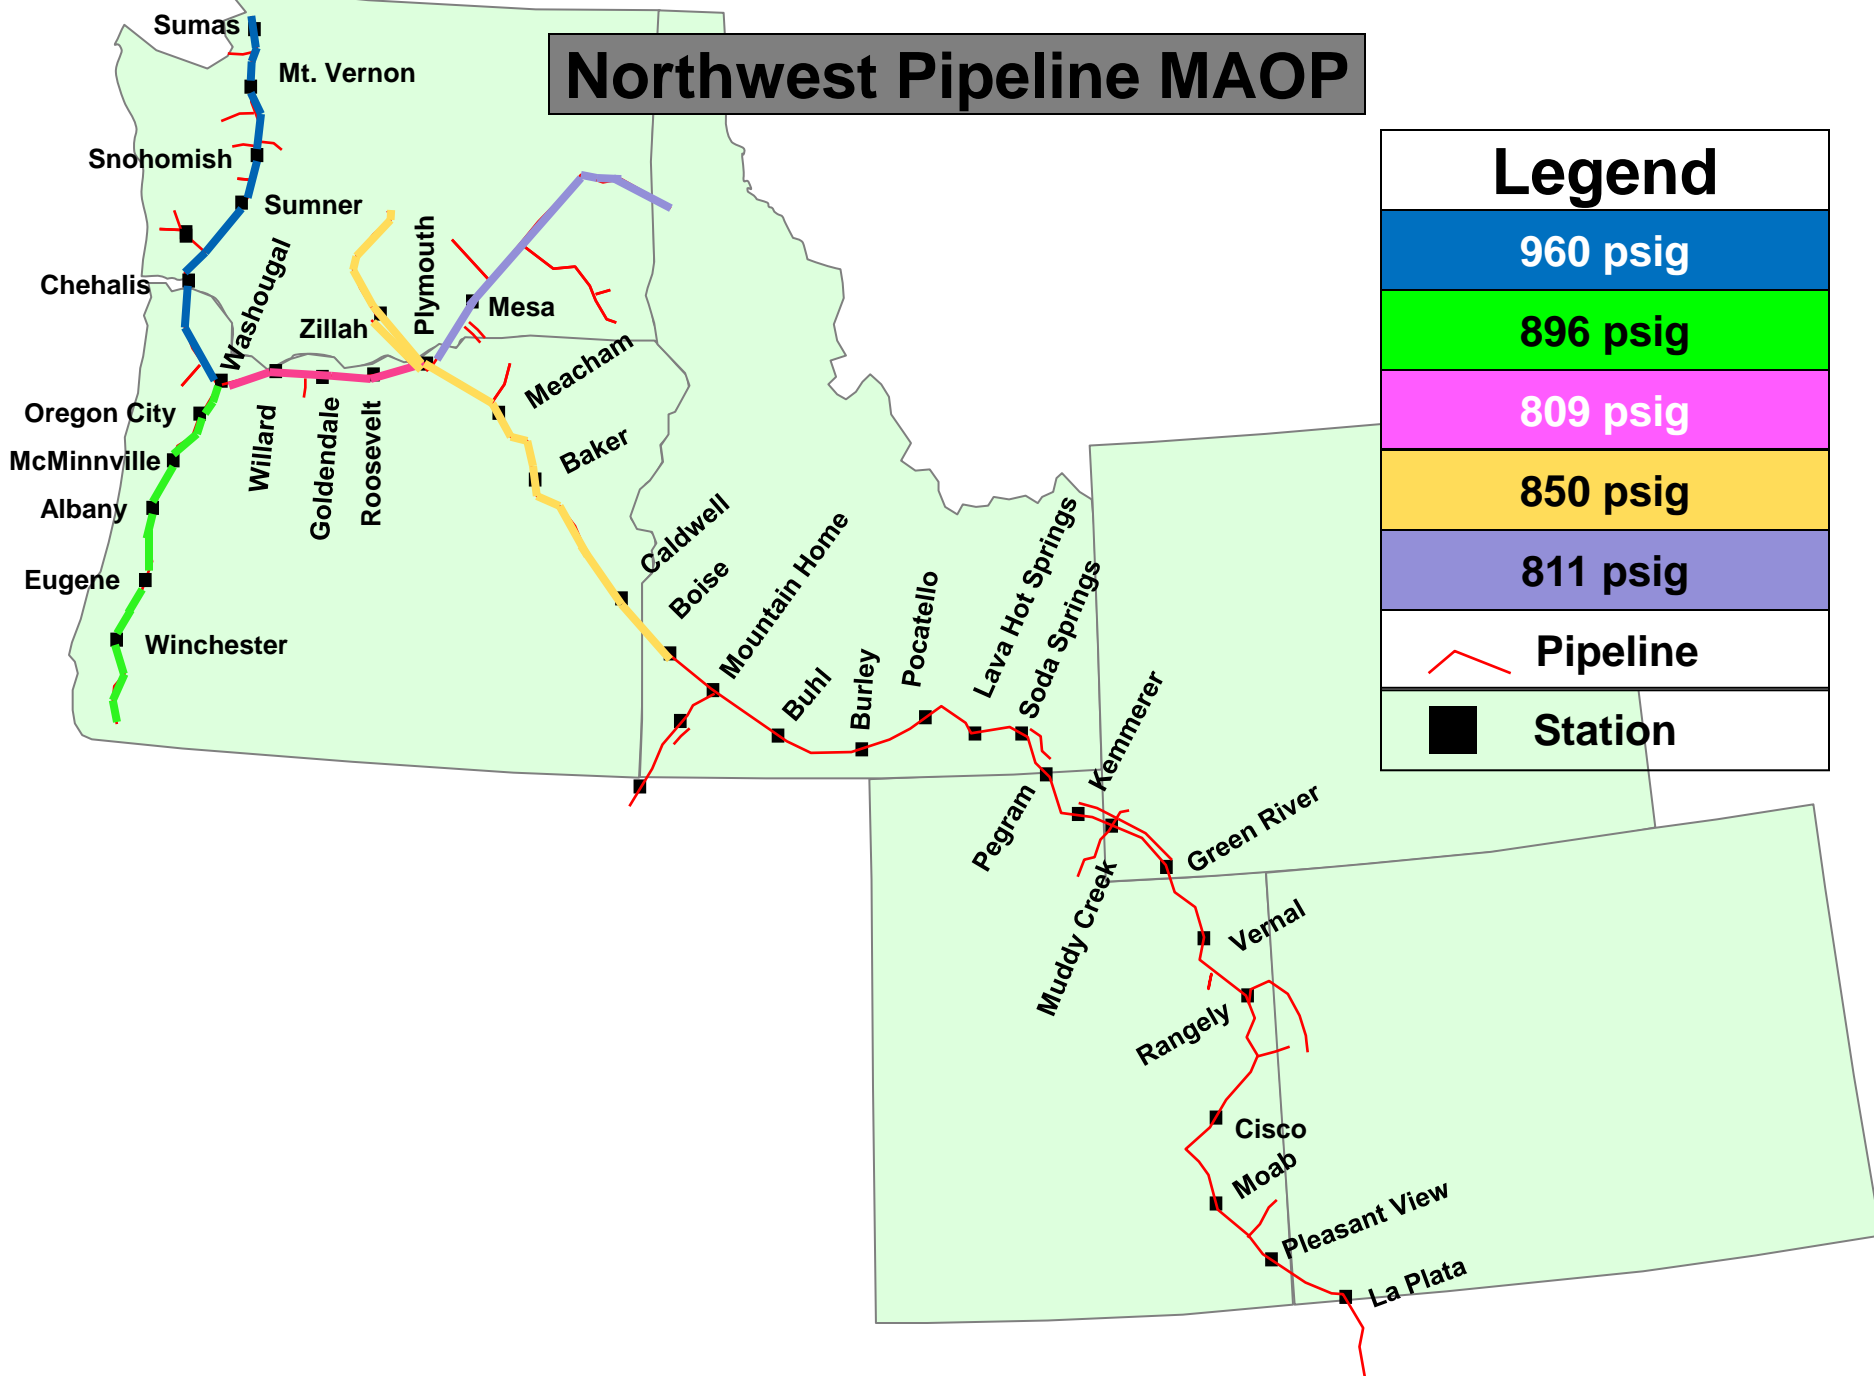 Northwest Pipeline MAOP
Sumas
Mt. Vernon
Snohomish
Sumner
Chehalis
Washougal
Zillah
Plymouth
Mesa
Meacham
Oregon City
McMinnville
Albany
Eugene
Winchester
Willard
Goldendale
Roosevelt
Baker
Caldwell
Boise
Mountain Home
Buhl
Burley
Pocatello
Lava Hot Springs
Soda Springs
Pegram
Kemmerer
Muddy Creek
Green River
Vernal
Rangely
Cisco
Moab
Pleasant View
La Plata
Legend
960 psig
896 psig
809 psig
850 psig
811 psig
Pipeline
Station